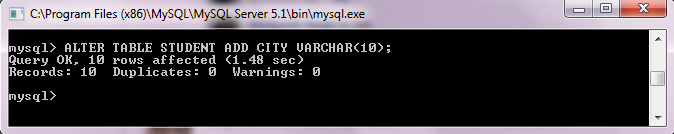 C:\Program Files (x86)\MySQL\MySQL Server 5.1\bin\mysql.exe
mysql> ALTER TABLE STUDENT ADD CITY VARCHAR(10);
Query OK, 10 rows affected (1.48 sec)
Records: 10  Duplicates: 0  Warnings: 0
mysql>